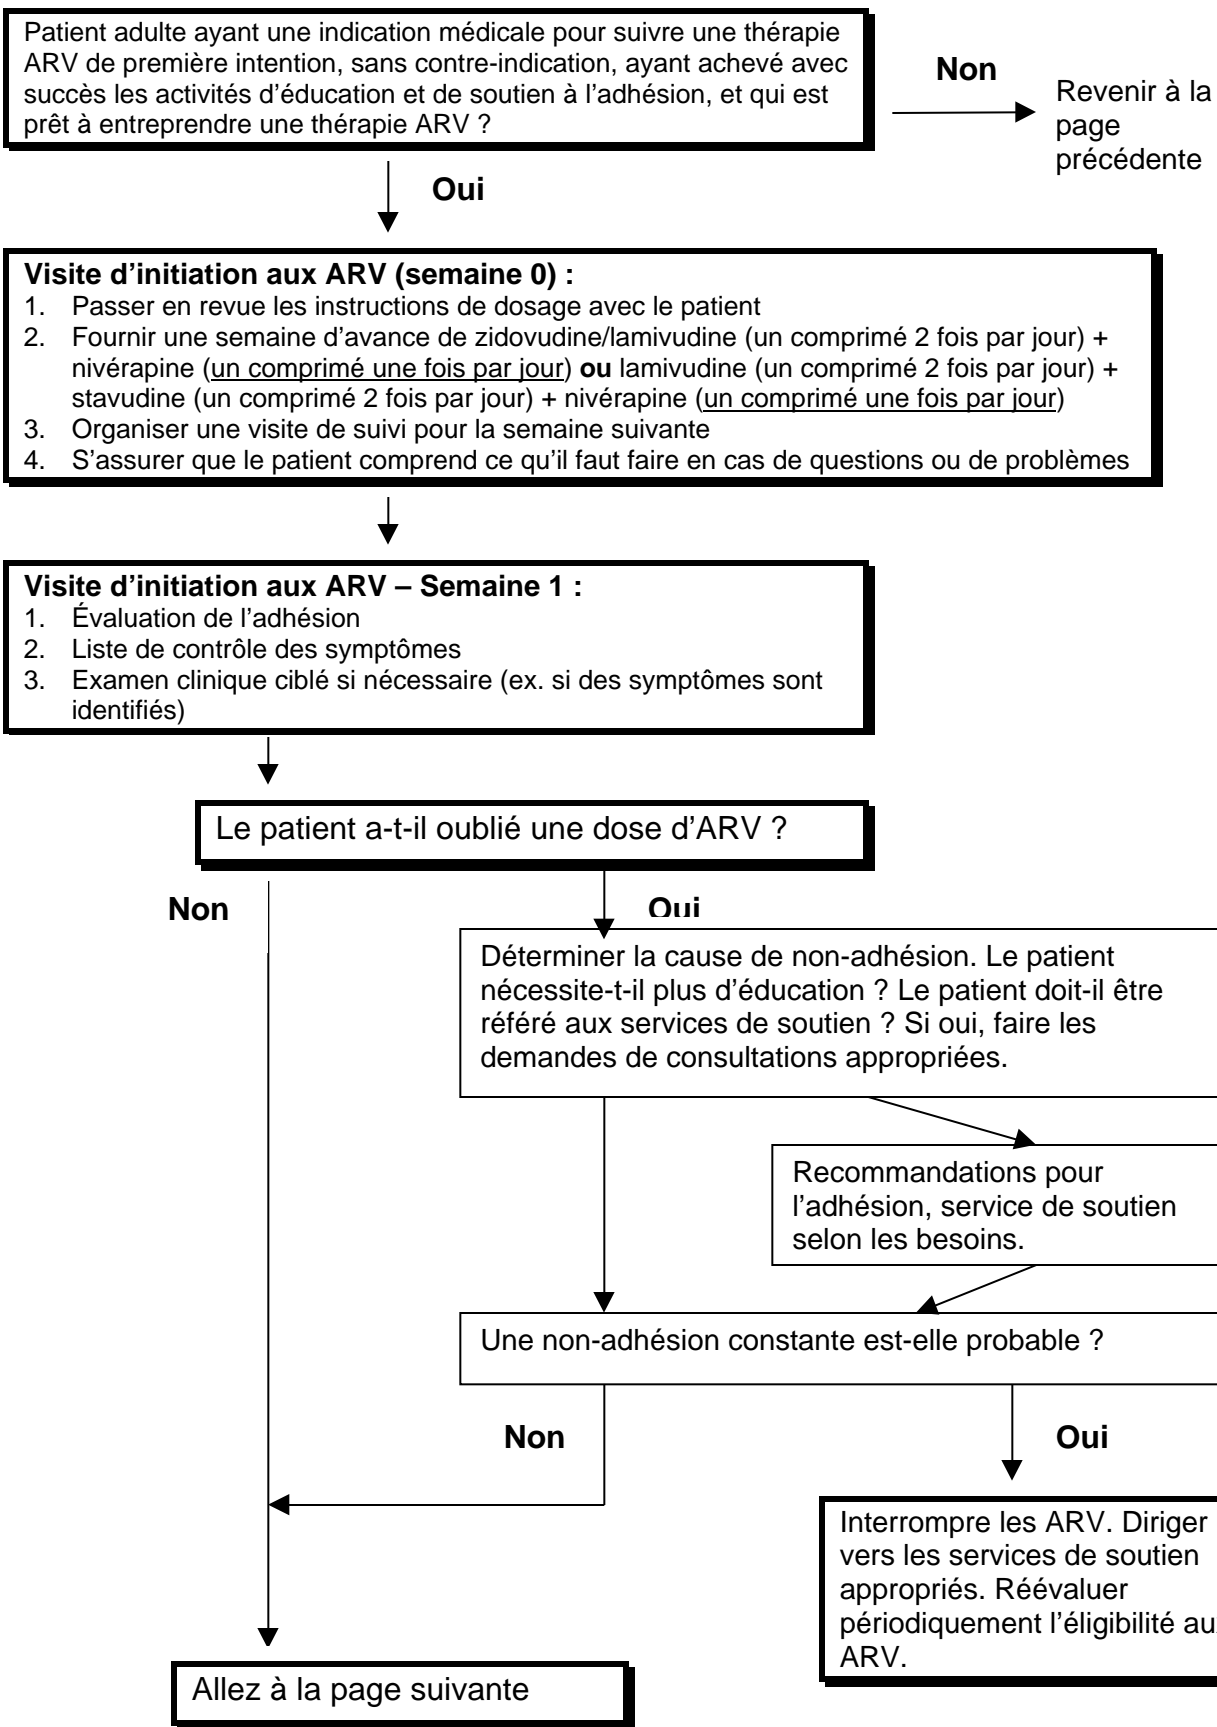 Patient adulte ayant une indication médicale pour suivre une thérapie
ARV de première intention, sans contre-indication, ayant achevé avec
succès les activités d’éducation et de soutien à l’adhésion, et qui est
prêt à entreprendre une thérapie ARV ?
Non
Revenir à la
page
précédente
Oui
Visite d’initiation aux ARV (semaine 0) :
1. Passer en revue les instructions de dosage avec le patient
2. Fournir une semaine d’avance de zidovudine/lamivudine (un comprimé 2 fois par jour) +
nivérapine (un comprimé une fois par jour) ou lamivudine (un comprimé 2 fois par jour) +
stavudine (un comprimé 2 fois par jour) + nivérapine (un comprimé une fois par jour)
3. Organiser une visite de suivi pour la semaine suivante
4. S’assurer que le patient comprend ce qu’il faut faire en cas de questions ou de problèmes
Visite d’initiation aux ARV – Semaine 1 :
1. Évaluation de l’adhésion
2. Liste de contrôle des symptômes
3. Examen clinique ciblé si nécessaire (ex. si des symptômes sont
identifiés)
Le patient a-t-il oublié une dose d’ARV ?
Non
Oui
Déterminer la cause de non-adhésion. Le patient
nécessite-t-il plus d’éducation ? Le patient doit-il être
référé aux services de soutien ? Si oui, faire les
demandes de consultations appropriées.
Recommandations pour
l’adhésion, service de soutien
selon les besoins.
Une non-adhésion constante est-elle probable ?
Non
Oui
Interrompre les ARV. Diriger
vers les services de soutien
appropriés. Réévaluer
périodiquement l’éligibilité aux
ARV.
Allez à la page suivante